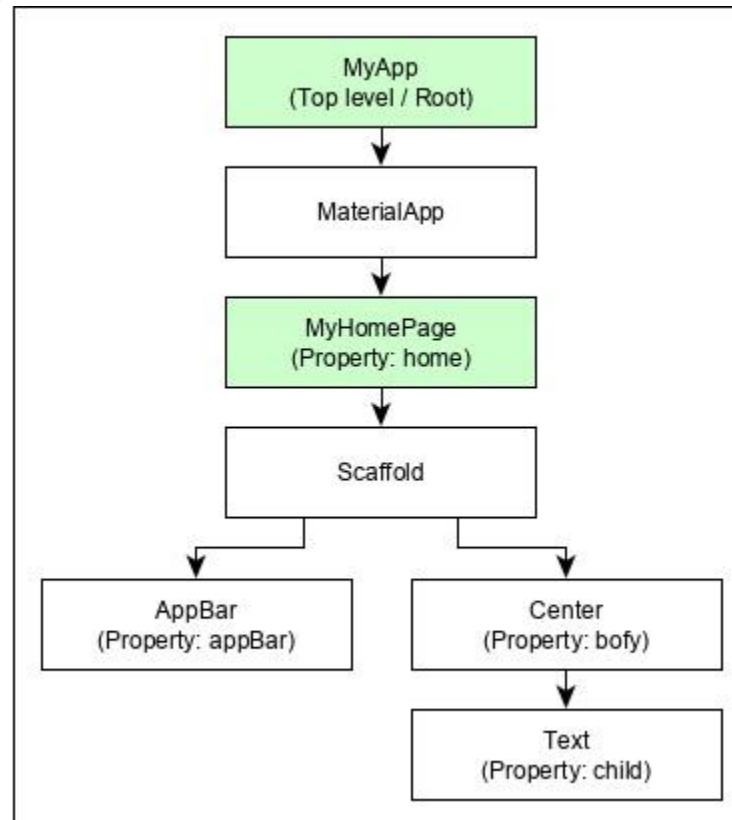 MyApp
(Top level / Root)
MaterialApp
MyHomePage
(Property: home)
Scaffold
AppBar
(Property: appBar)
Center
(Property: bofy)
Text
(Property: child)